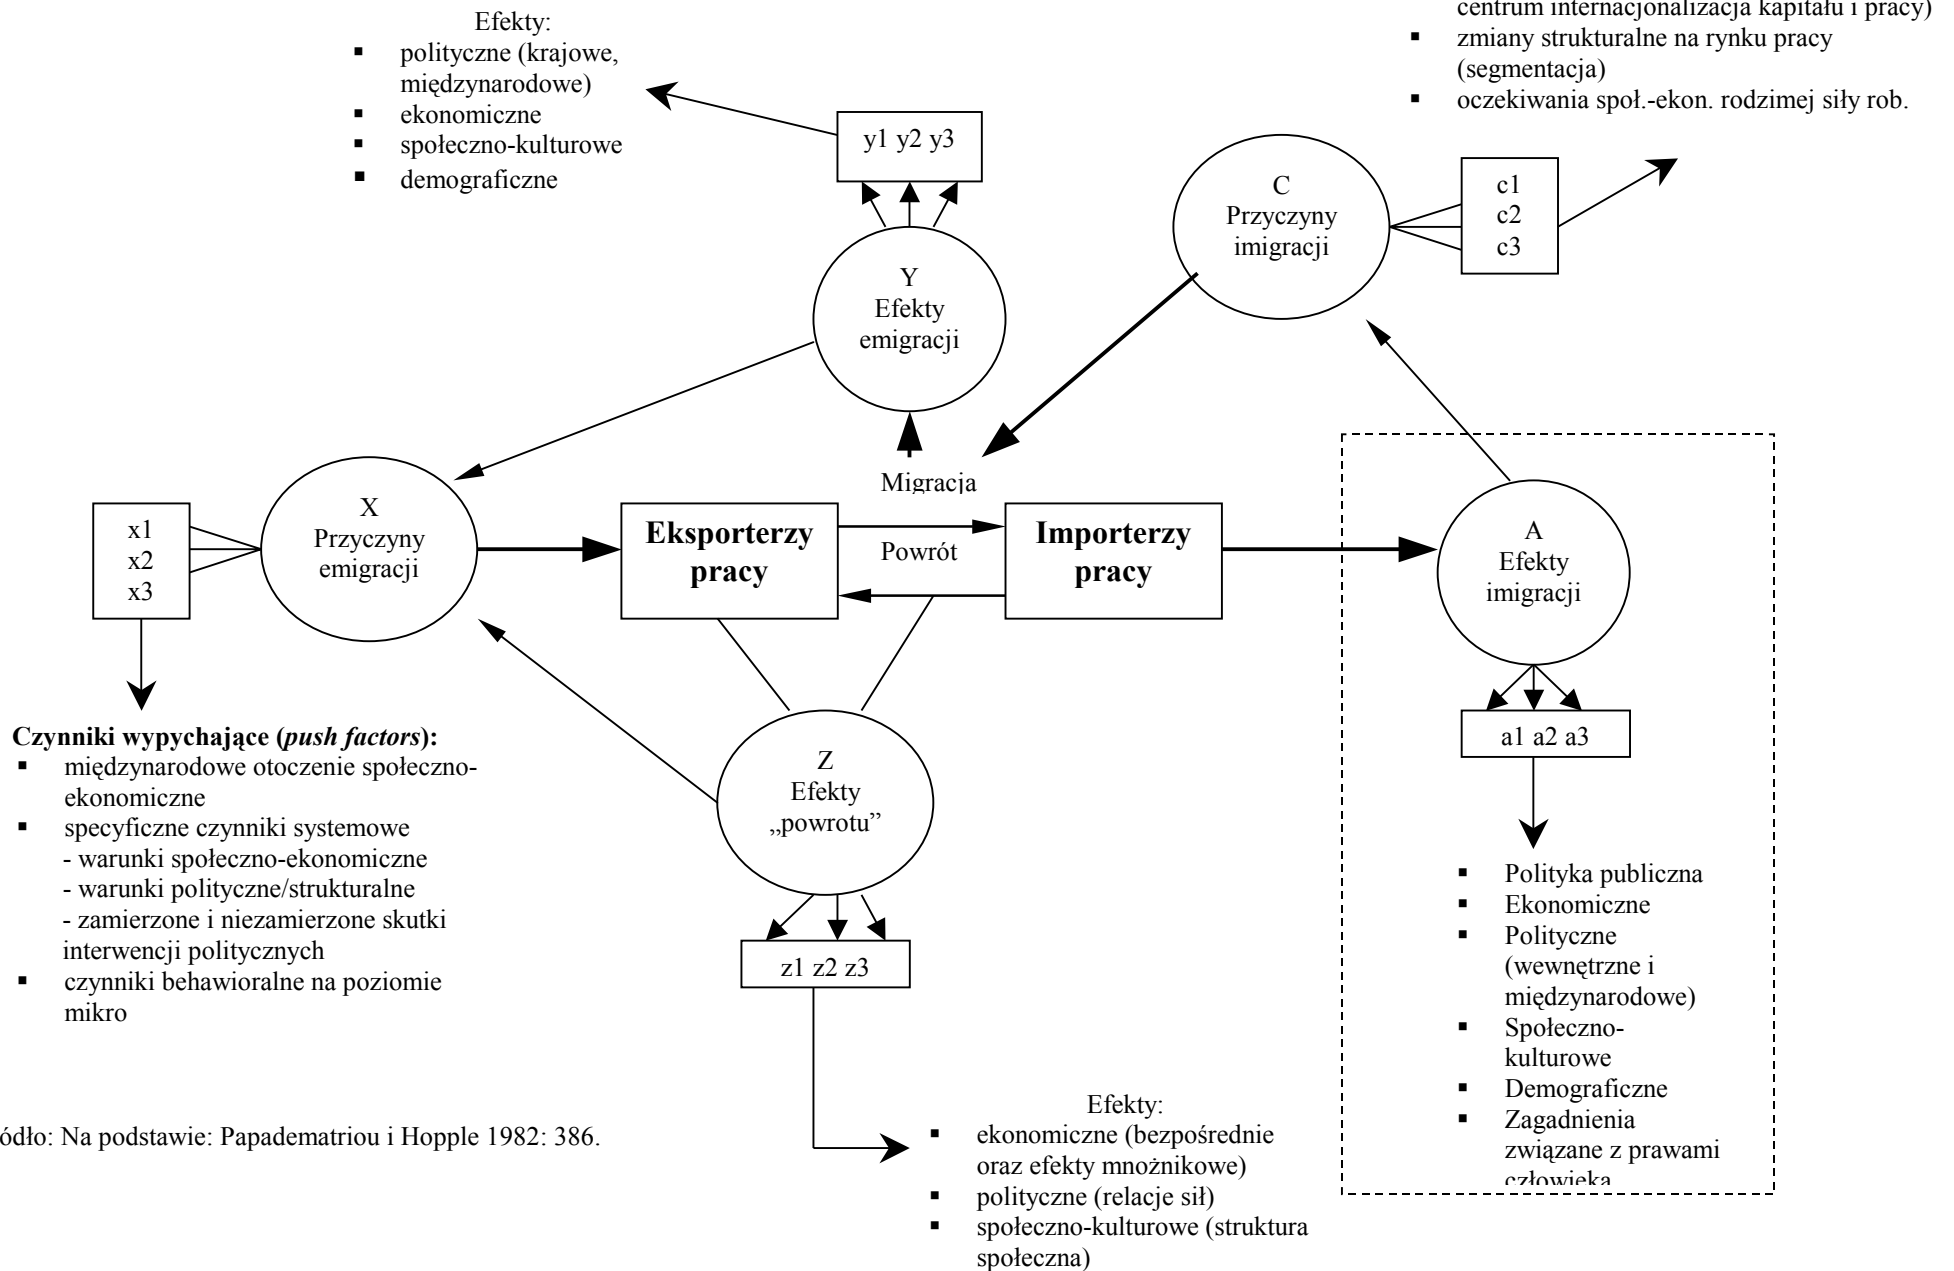 centrum internacjonalizacja kapitału i pracy)
▪ zmiany strukturalne na rynku pracy
(segmentacja)
▪ oczekiwania społ.-ekon. rodzimej siły rob.
Efekty:
▪ polityczne (krajowe,
międzynarodowe)
▪ ekonomiczne
▪ społeczno-kulturowe
▪ demograficzne
y1 y2 y3
Y
Efekty
emigracji
C
Przyczyny
imigracji
c1
c2
c3
Migracja
x1
x2
x3
X
Przyczyny
emigracji
Eksporterzy
pracy
Powrót
Importerzy
pracy
A
Efekty
imigracji
a1 a2 a3
▪ Polityka publiczna
▪ Ekonomiczne
▪ Polityczne
(wewnętrzne i
międzynarodowe)
▪ Społeczno-
kulturowe
▪ Demograficzne
▪ Zagadnienia
związane z prawami
człowieka
Czynniki wypychające (push factors):
▪ międzynarodowe otoczenie społeczno-
ekonomiczne
▪ specyficzne czynniki systemowe
- warunki społeczno-ekonomiczne
- warunki polityczne/strukturalne
- zamierzone i niezamierzone skutki
interwencji politycznych
▪ czynniki behawioralne na poziomie
mikro
Z
Efekty
„powrotu”
z1 z2 z3
Efekty:
▪ ekonomiczne (bezpośrednie
oraz efekty mnożnikowe)
▪ polityczne (relacje sił)
▪ społeczno-kulturowe (struktura
społeczna)
ódło: Na podstawie: Papadematriou i Hopple 1982: 386.